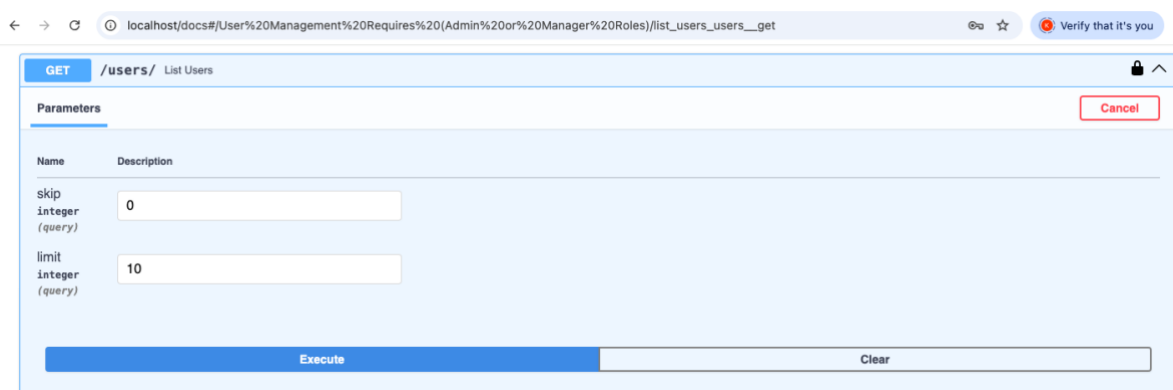 localhost/docs#/User%20Management%20Requires%20(Admin%20or%20Manager%20Roles)/list_users_users__get
Verify that it's you
GET /users/ List Users
Parameters
Cancel
Name Description
skip
integer
(query)
0
limit
integer
(query)
10
Execute
Clear